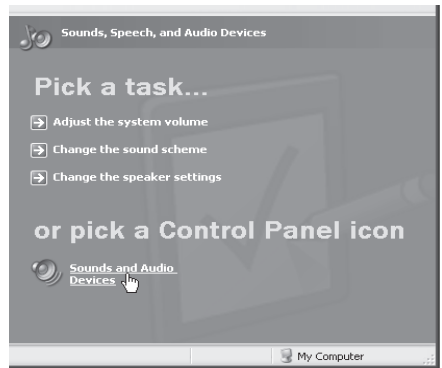 Sounds, Speech, and Audio Devices
Pick a task...
Adjust the system volume
Change the sound scheme
Change the speaker settings
or pick a Control Panel icon
Sounds and Audio
Devices
My Computer